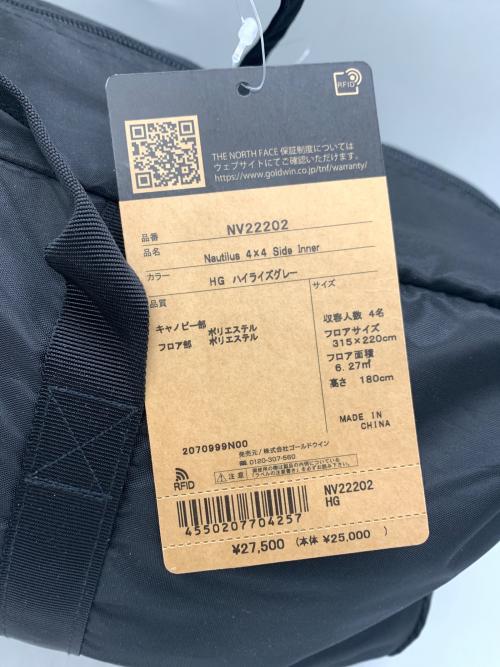 RFID
THE NORTH FACE 保証制度については
ウェブサイトにてご確認いただけます。
https://www.goldwin.co.jp/tnf/warranty/
品番 NV22202
品名 Nautilus 4×4 Side Inner
カラー HG ハイライズグレー
品質
キャノピー部 ポリエステル
フロア部 ポリエステル
サイズ
収容人数 4名
フロアサイズ
315×220cm
フロア面積
6.27㎡
高さ 180cm
MADE IN
CHINA
2070999N00
発売元/株式会社ゴールドウイン
☎0120-307-560
RFID
注意
NV22202
HG
4550207704257
¥27,500 (本体 ¥25,000 )